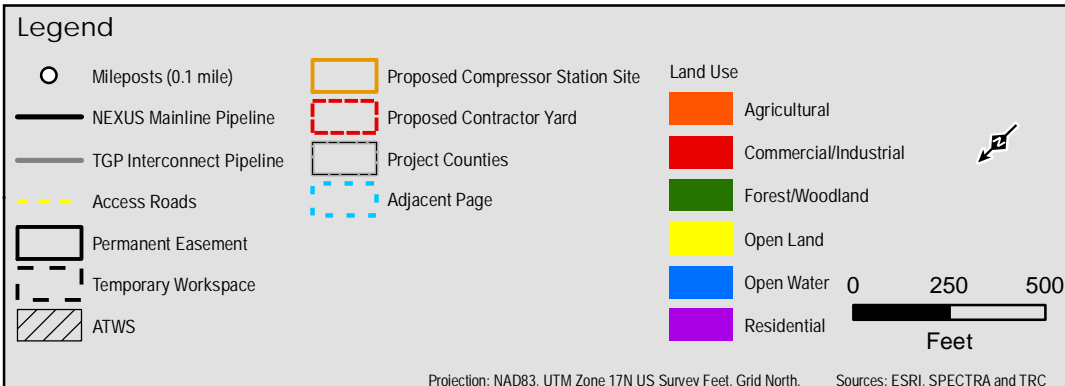 Legend
Mileposts (0.1 mile)
NEXUS Mainline Pipeline
TGP Interconnect Pipeline
Access Roads
Permanent Easement
Temporary Workspace
ATWS
Proposed Compressor Station Site
Proposed Contractor Yard
Project Counties
Adjacent Page
Land Use
Agricultural
Commercial/Industrial
Forest/Woodland
Open Land
Open Water
Residential
N
0 250 500
Feet
Projection: NAD83, UTM Zone 17N US Survey Feet, Grid North. Sources: ESRI, SPECTRA and TRC